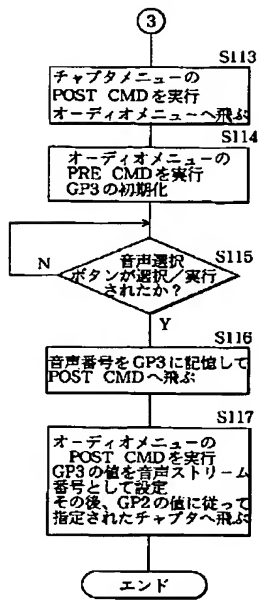 3
S113
チャプタメニューの
POST CMDを実行
オーディオメニューへ飛ぶ
S114
オーディオメニューの
PRE CMDを実行
GP3の初期化
S115
音声選択
ボタンが選択/実行
されたか?
N
Y
S116
音声番号をGP3に記憶して
POST CMDへ飛ぶ
S117
オーディオメニューの
POST CMDを実行
GP3の値を音声ストリーム
番号として設定
その後、GP2の値に従って
指定されたチャプタへ飛ぶ
エンド